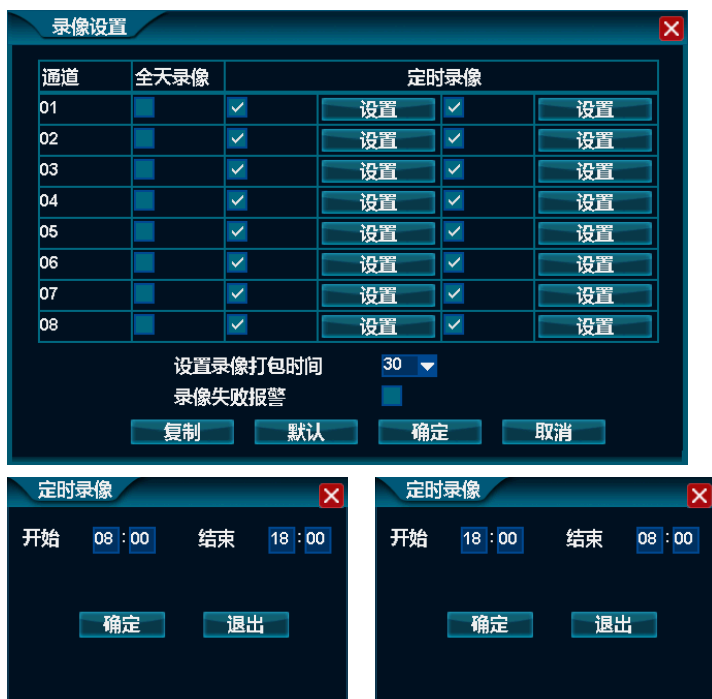 录像设置
通道 全天录像 定时录像
01 设置 设置
02 设置 设置
03 设置 设置
04 设置 设置
05 设置 设置
06 设置 设置
07 设置 设置
08 设置 设置
设置录像打包时间 30
录像失败报警
复制 默认 确定 取消
定时录像
开始 08 : 00 结束 18 : 00
确定 退出
定时录像
开始 18 : 00 结束 08 : 00
确定 退出